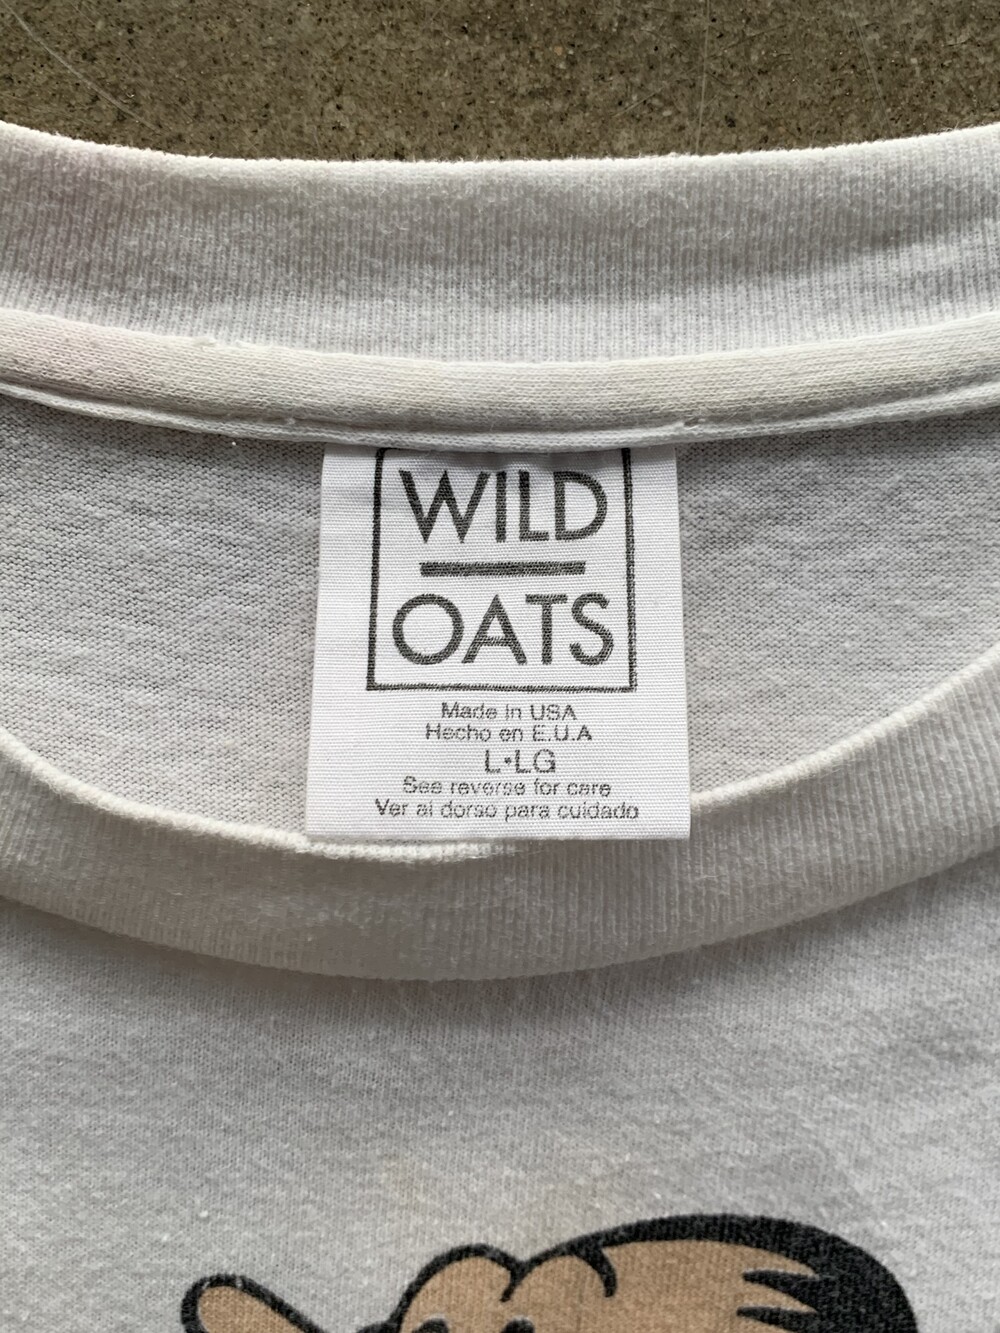 WILD
OATS
Made in USA
Hecho en E.U.A
L·LG
See reverse for care
Ver al dorso para cuidado